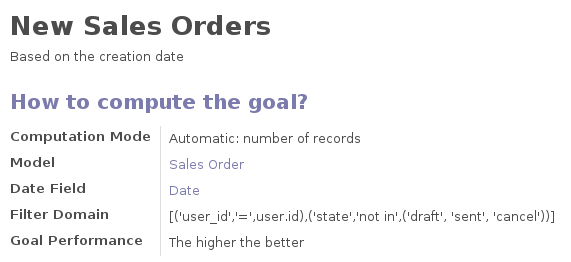 New Sales Orders
Based on the creation date
How to compute the goal?
Computation Mode Automatic: number of records
Model Sales Order
Date Field Date
Filter Domain [('user_id','=',user.id),('state','not in',('draft', 'sent', 'cancel'))]
Goal Performance The higher the better